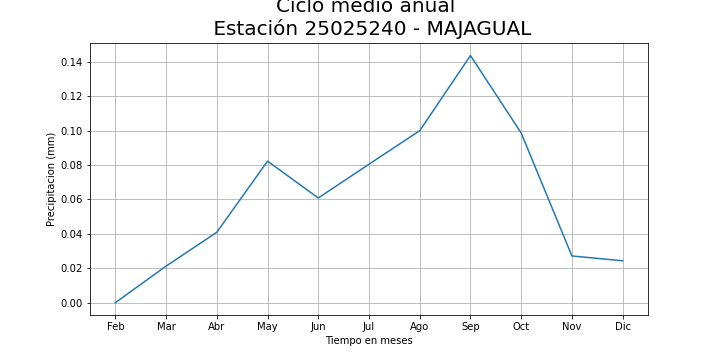 Ciclo medio anual
Estación 25025240 - MAJAGUAL
0.14
0.12
0.10
0.08
0.06
0.04
0.02
0.00
Precipitacion (mm)
Feb Mar Abr May Jun Jul Ago Sep Oct Nov Dic
Tiempo en meses